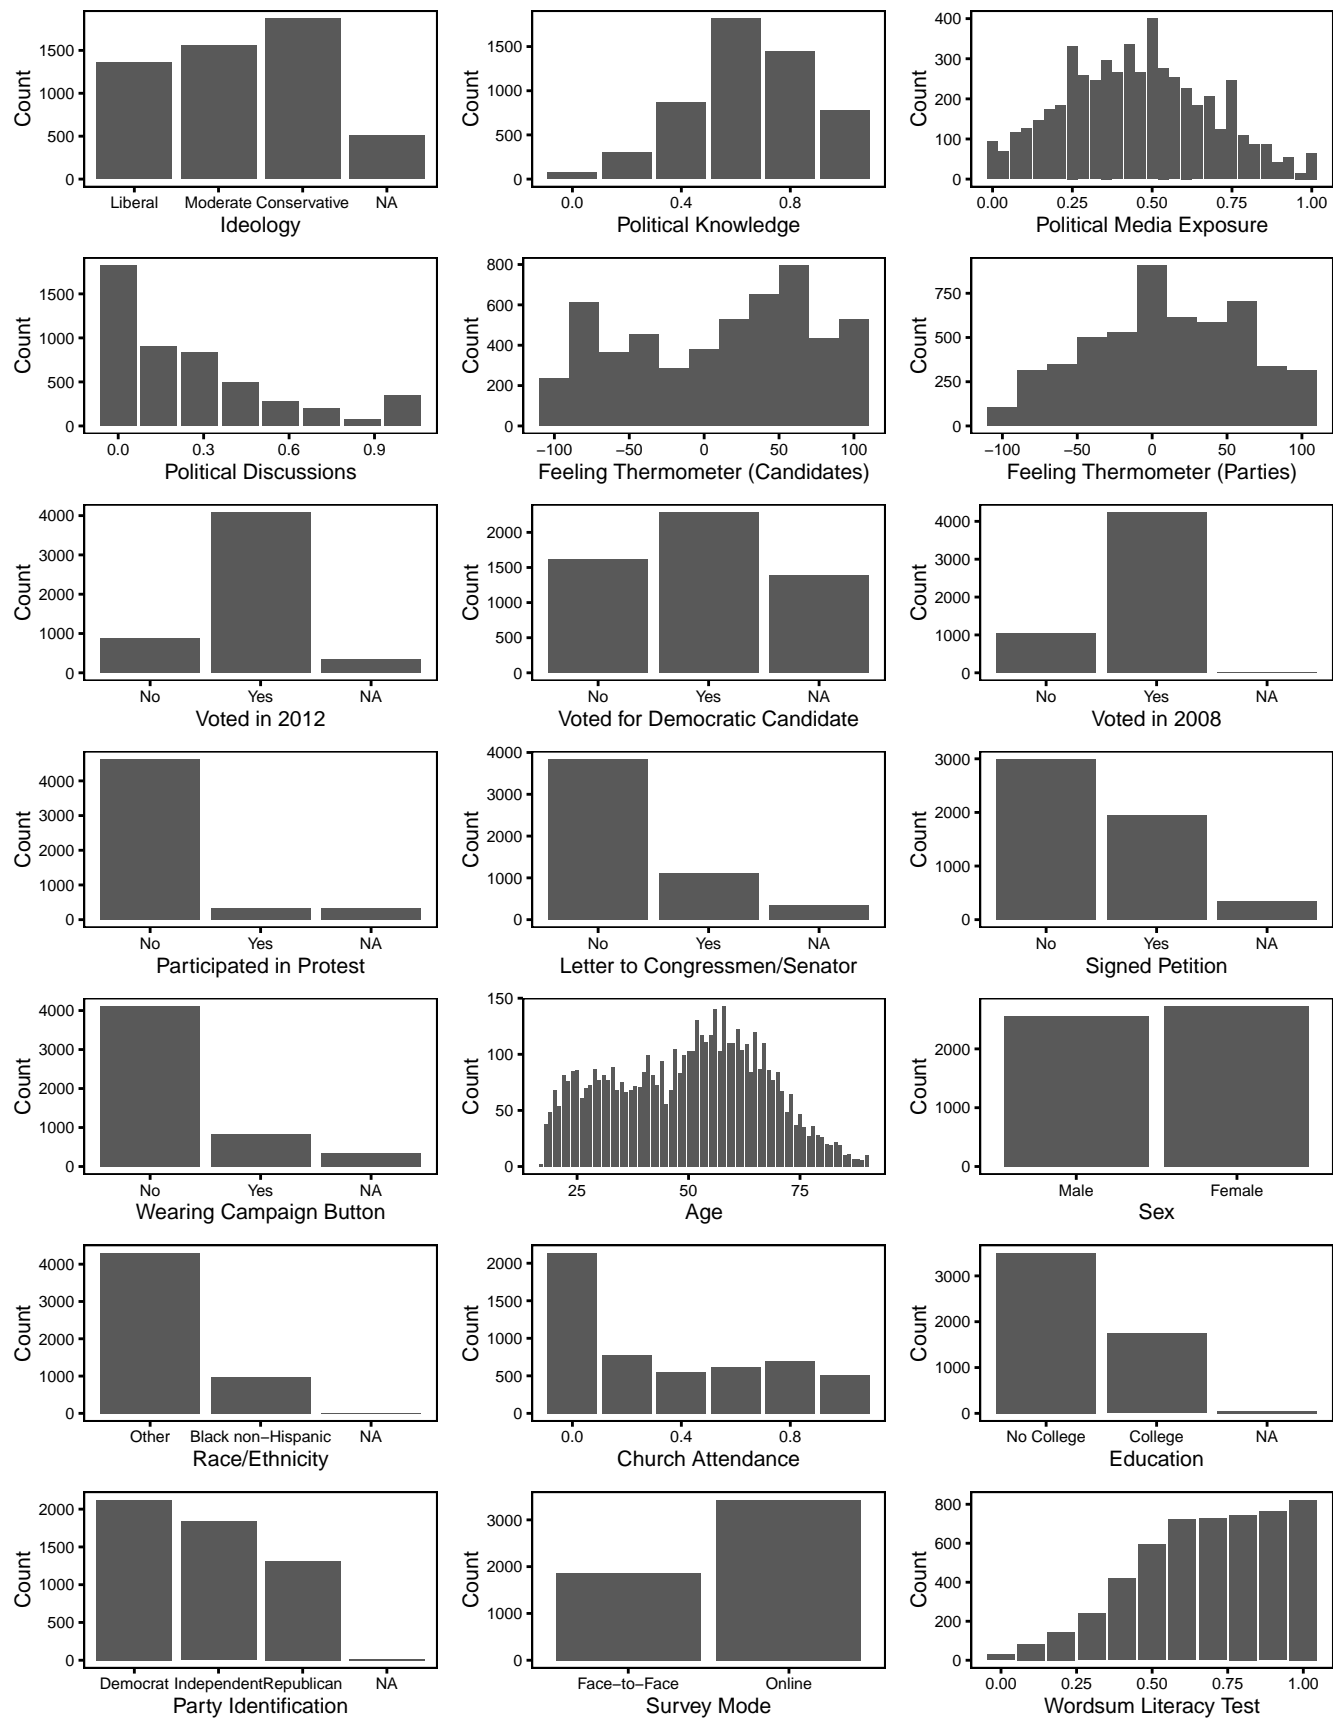 Count
1500
1000
500
0
Liberal Moderate Conservative NA
Ideology
Count
1500
1000
500
0
0.0 0.4 0.8
Political Knowledge
Count
400
300
200
100
0
0.00 0.25 0.50 0.75 1.00
Political Media Exposure
Count
1500
1000
500
0
0.0 0.3 0.6 0.9
Political Discussions
Count
800
600
400
200
0
−100 −50 0 50 100
Feeling Thermometer (Candidates)
Count
750
500
250
0
−100 −50 0 50 100
Feeling Thermometer (Parties)
Count
4000
3000
2000
1000
0
No Yes NA
Voted in 2012
Count
2000
1500
1000
500
0
No Yes NA
Voted for Democratic Candidate
Count
4000
3000
2000
1000
0
No Yes NA
Voted in 2008
Count
4000
3000
2000
1000
0
No Yes NA
Participated in Protest
Count
4000
3000
2000
1000
0
No Yes NA
Letter to Congressmen/Senator
Count
3000
2000
1000
0
No Yes NA
Signed Petition
Count
4000
3000
2000
1000
0
No Yes NA
Wearing Campaign Button
Count
150
100
50
0
25 50 75
Age
Count
2000
1000
0
Male Female
Sex
Count
4000
3000
2000
1000
0
Other Black non−Hispanic NA
Race/Ethnicity
Count
2000
1500
1000
500
0
0.0 0.4 0.8
Church Attendance
Count
3000
2000
1000
0
No College College NA
Education
Count
2000
1500
1000
500
0
Democrat Independent Republican NA
Party Identification
Count
3000
2000
1000
0
Face−to−Face Online
Survey Mode
Count
800
600
400
200
0
0.00 0.25 0.50 0.75 1.00
Wordsum Literacy Test